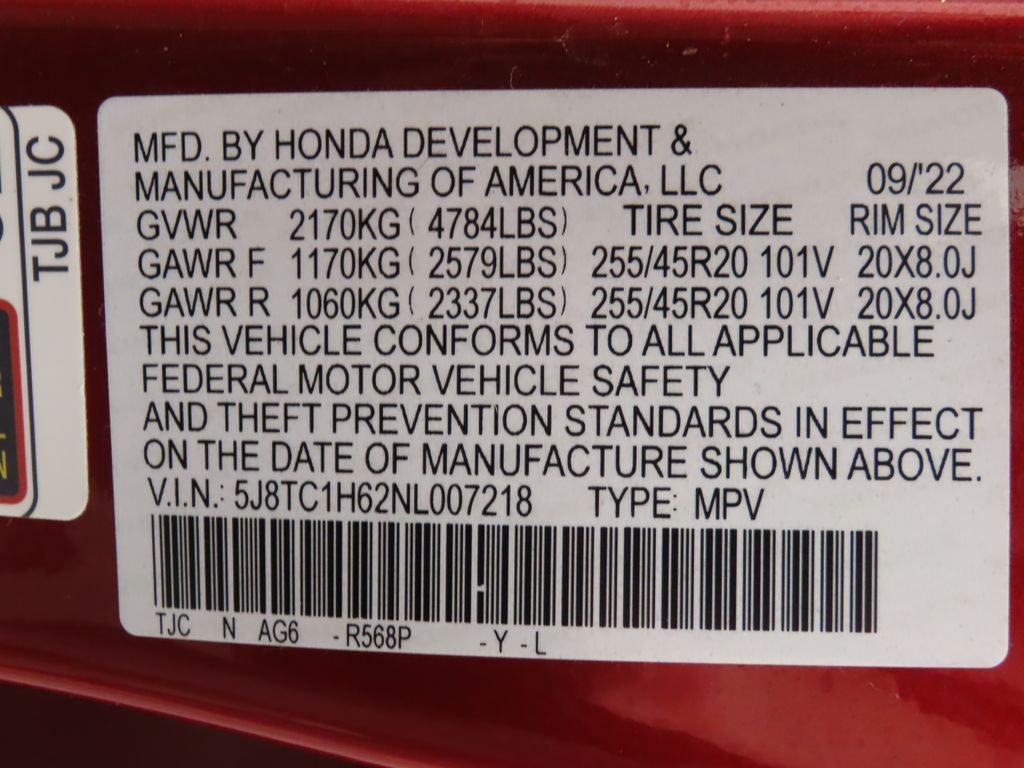 MFD. BY HONDA DEVELOPMENT &
MANUFACTURING OF AMERICA, LLC 09/'22
GVWR 2170KG ( 4784LBS) TIRE SIZE RIM SIZE
GAWR F 1170KG ( 2579LBS) 255/45R20 101V 20X8.0J
GAWR R 1060KG ( 2337LBS) 255/45R20 101V 20X8.0J
THIS VEHICLE CONFORMS TO ALL APPLICABLE
FEDERAL MOTOR VEHICLE SAFETY
AND THEFT PREVENTION STANDARDS IN EFFECT
ON THE DATE OF MANUFACTURE SHOWN ABOVE.
V.I.N.: 5J8TC1H62NL007218 TYPE: MPV
TJC N AG6 -R568P -Y-L
TJB JC